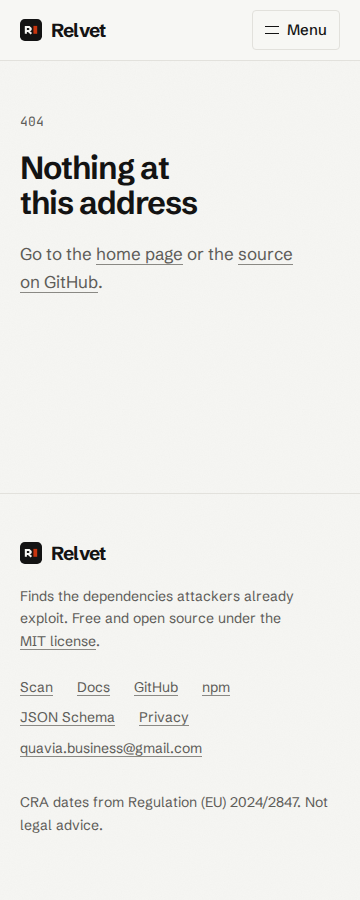 Relvet
Menu
404
Nothing at
this address
Go to the home page or the source
on GitHub.
Relvet
Finds the dependencies attackers already
exploit. Free and open source under the
MIT license.
Scan Docs GitHub npm
JSON Schema Privacy
quavia.business@gmail.com
CRA dates from Regulation (EU) 2024/2847. Not
legal advice.